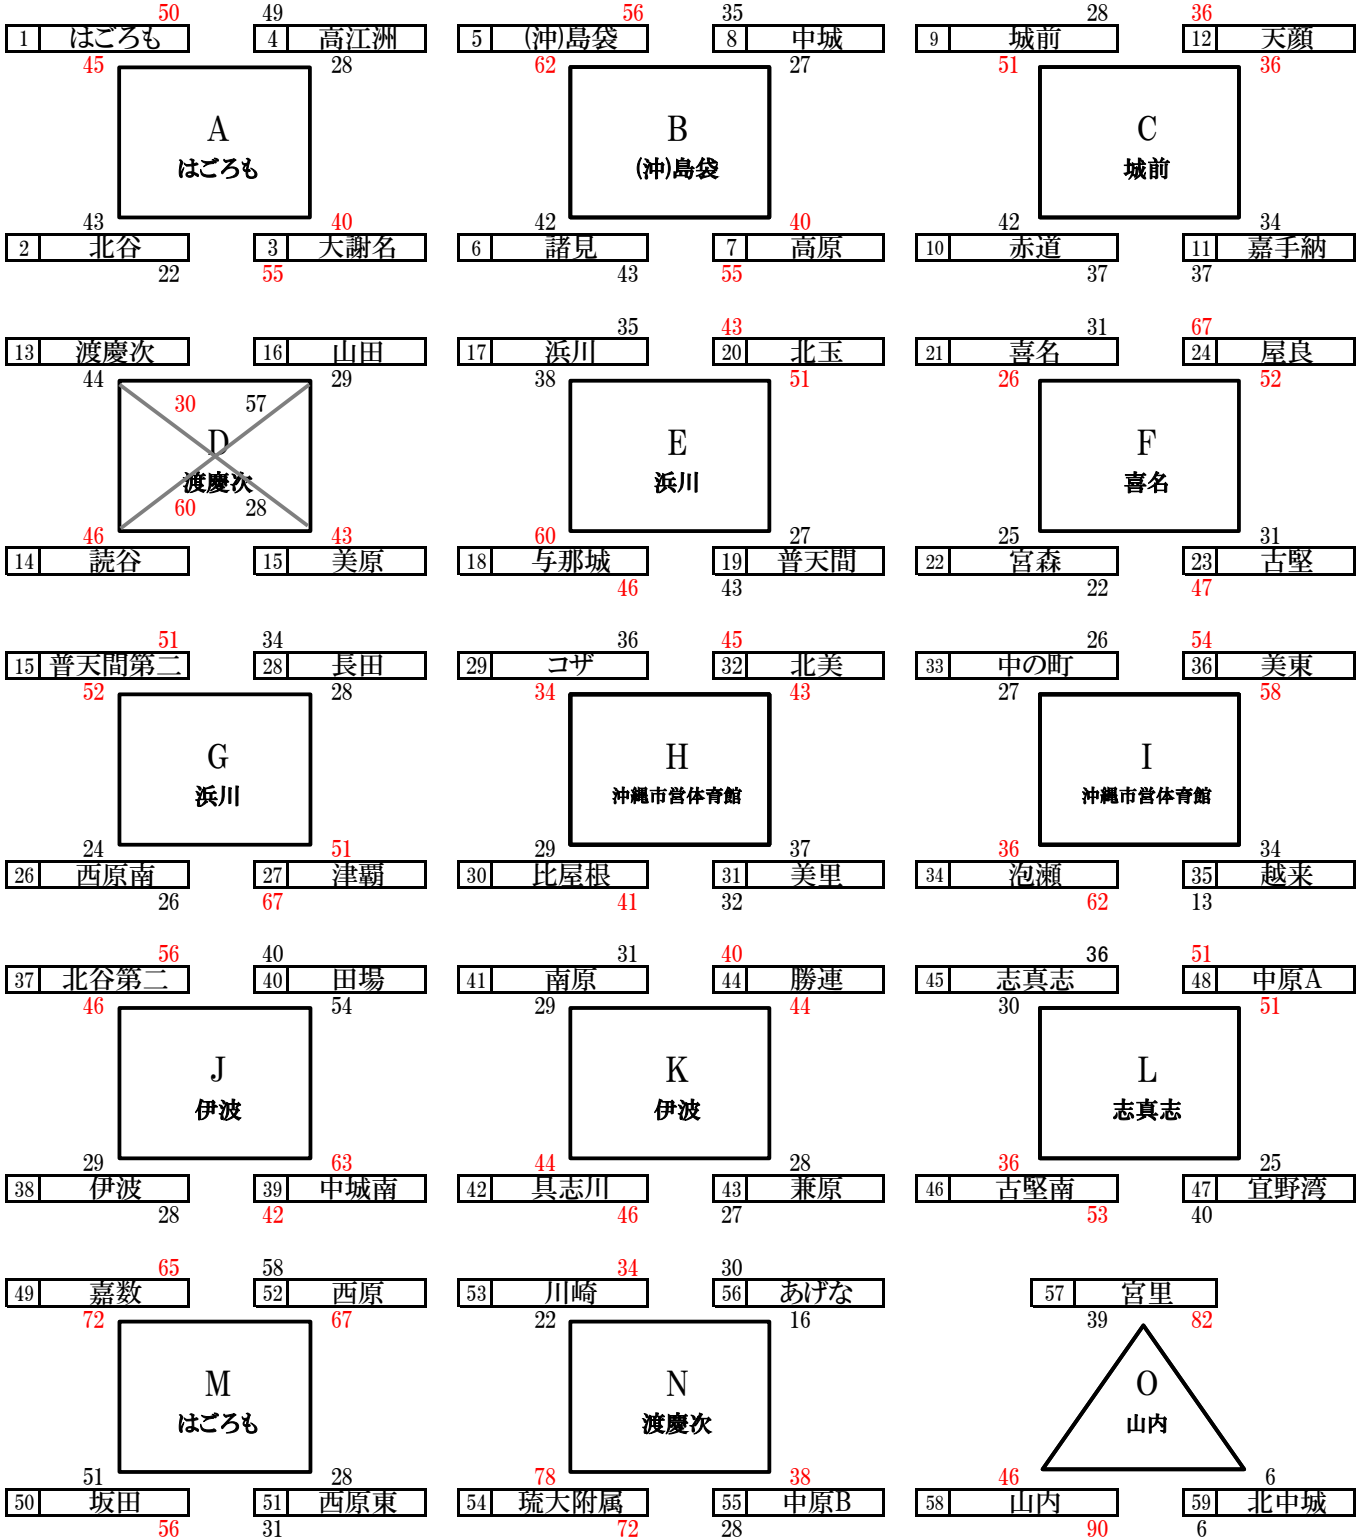 50 49 56 35 28 36
1 はごろも 4 高江洲 5 (沖)島袋 8 中城 9 城前 12 天願
45 28 62 27 51 36
A B C
はごろも (沖)島袋 城前
43 40 42 40 42 34
2 北谷 3 大謝名 6 諸見 7 高原 10 赤道 11 嘉手納
22 55 43 55 37 37
35 43 31 67
13 渡慶次 16 山田 17 浜川 20 北玉 21 喜名 24 屋良
44 29 38 51 26 52
30 57
D E F
渡慶次 浜川 喜名
60 28
46 43 60 27 25 31
14 読谷 15 美原 18 与那城 19 普天間 22 宮森 23 古堅
46 43 22 47
51 34 36 45 26 54
15 普天間第二 28 長田 29 コザ 32 北美 33 中の町 36 美東
52 28 34 43 27 58
G H I
浜川 沖縄市営体育館 沖縄市営体育館
24 51 29 37 36 34
26 西原南 27 津覇 30 比屋根 31 美里 34 泡瀬 35 越来
26 67 41 32 62 13
56 40 31 40 36 51
37 北谷第二 40 田場 41 南原 44 勝連 45 志真志 48 中原A
46 54 29 44 30 51
J K L
伊波 伊波 志真志
29 63 44 28 36 25
38 伊波 39 中城南 42 具志川 43 兼原 46 古堅南 47 宜野湾
28 42 46 27 53 40
65 58 34 30
49 嘉数 52 西原 53 川崎 56 あげな 57 宮里
72 67 22 16 39 82
M N O
はごろも 渡慶次 山内
51 28 78 38 46 6
50 坂田 51 西原東 54 琉大附属 55 中原B 58 山内 59 北中城
56 31 72 28 90 6